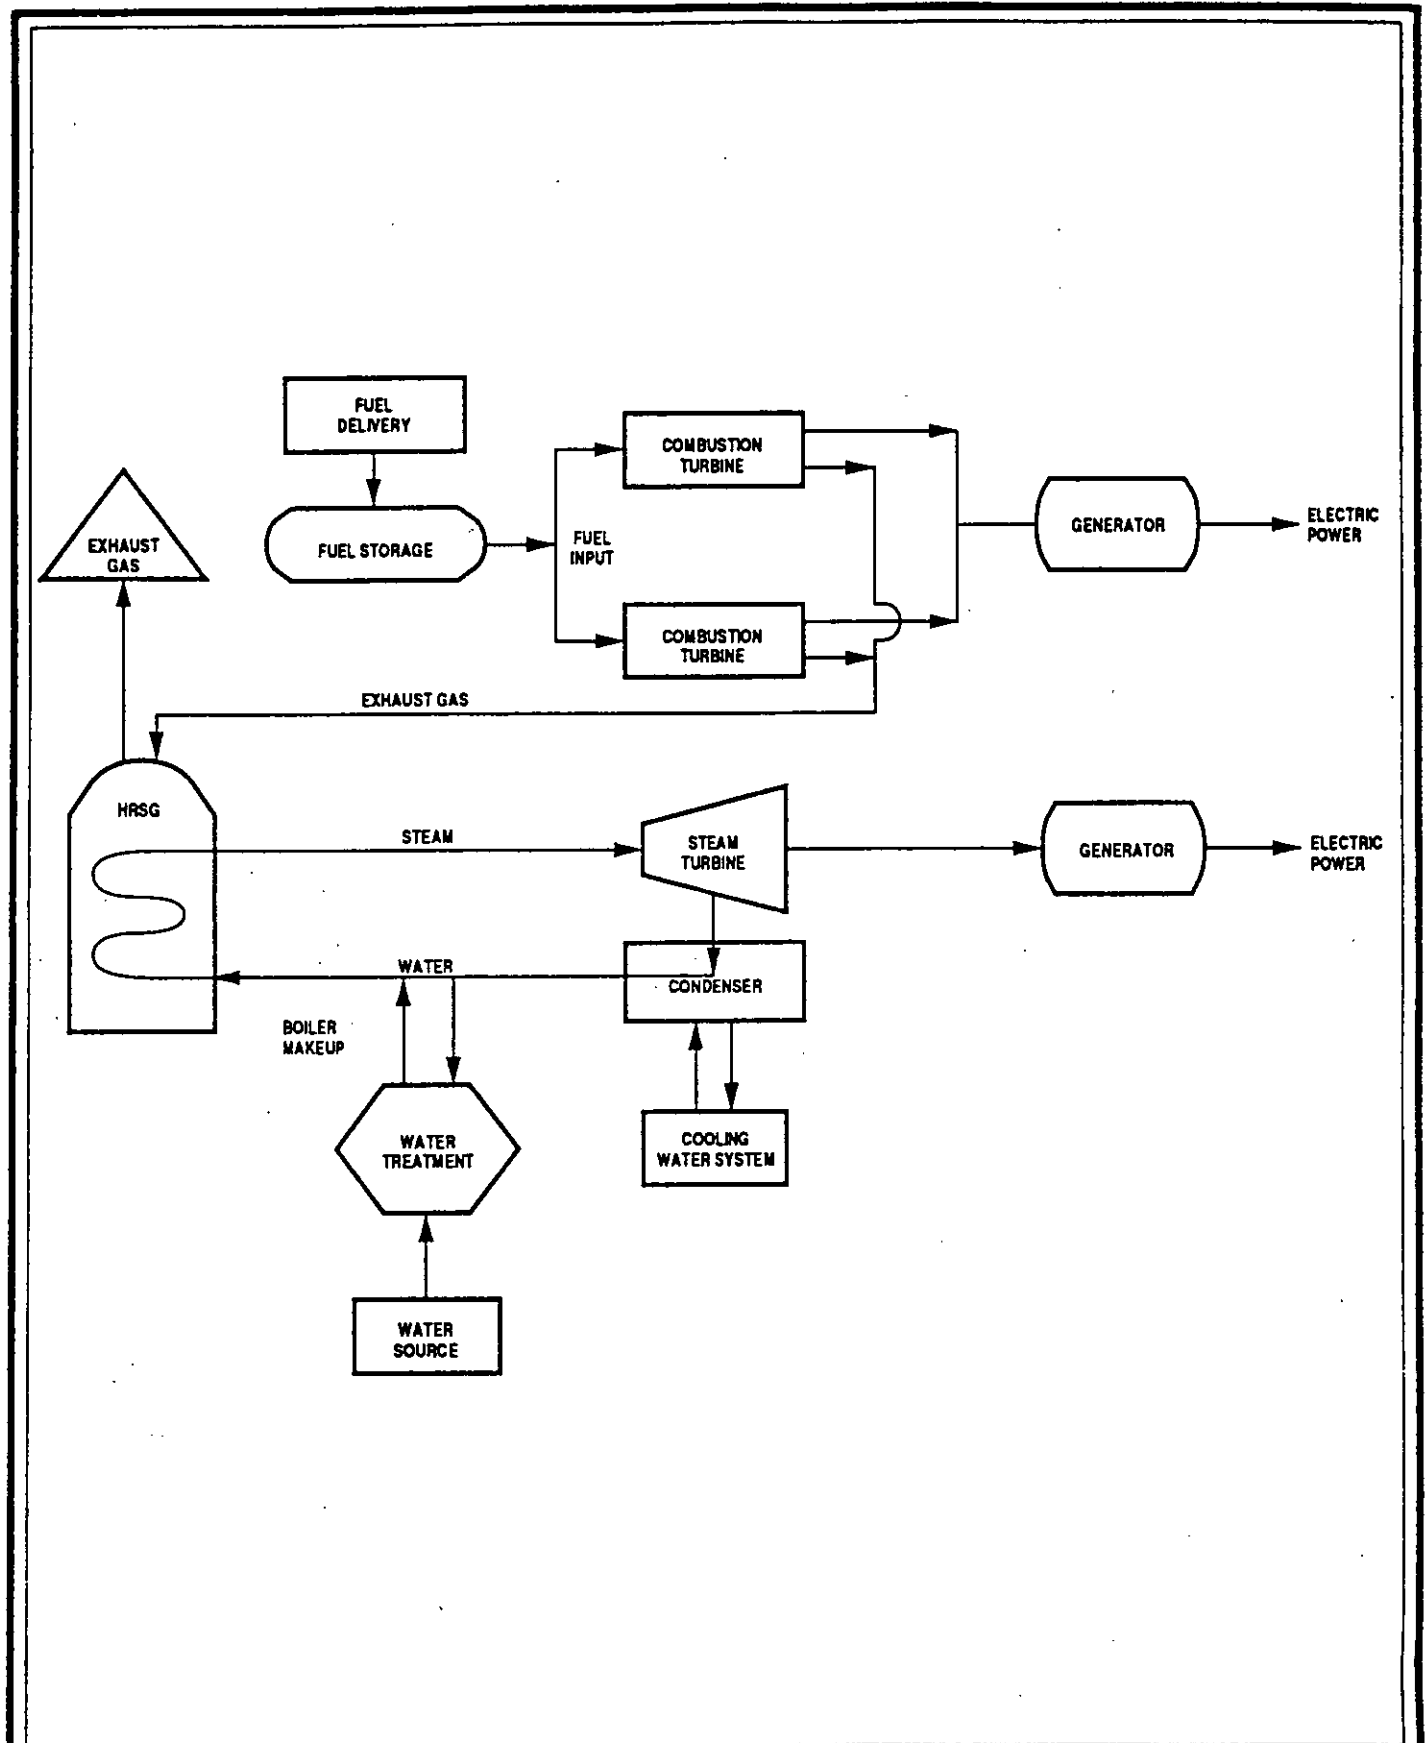 FUEL
DELIVERY
COMBUSTION
TURBINE
EXHAUST
GAS
FUEL STORAGE
FUEL
INPUT
GENERATOR
ELECTRIC
POWER
COMBUSTION
TURBINE
EXHAUST GAS
HRSG
STEAM
STEAM
TURBINE
GENERATOR
ELECTRIC
POWER
WATER
CONDENSER
BOILER
MAKEUP
WATER
TREATMENT
COOLING
WATER SYSTEM
WATER
SOURCE